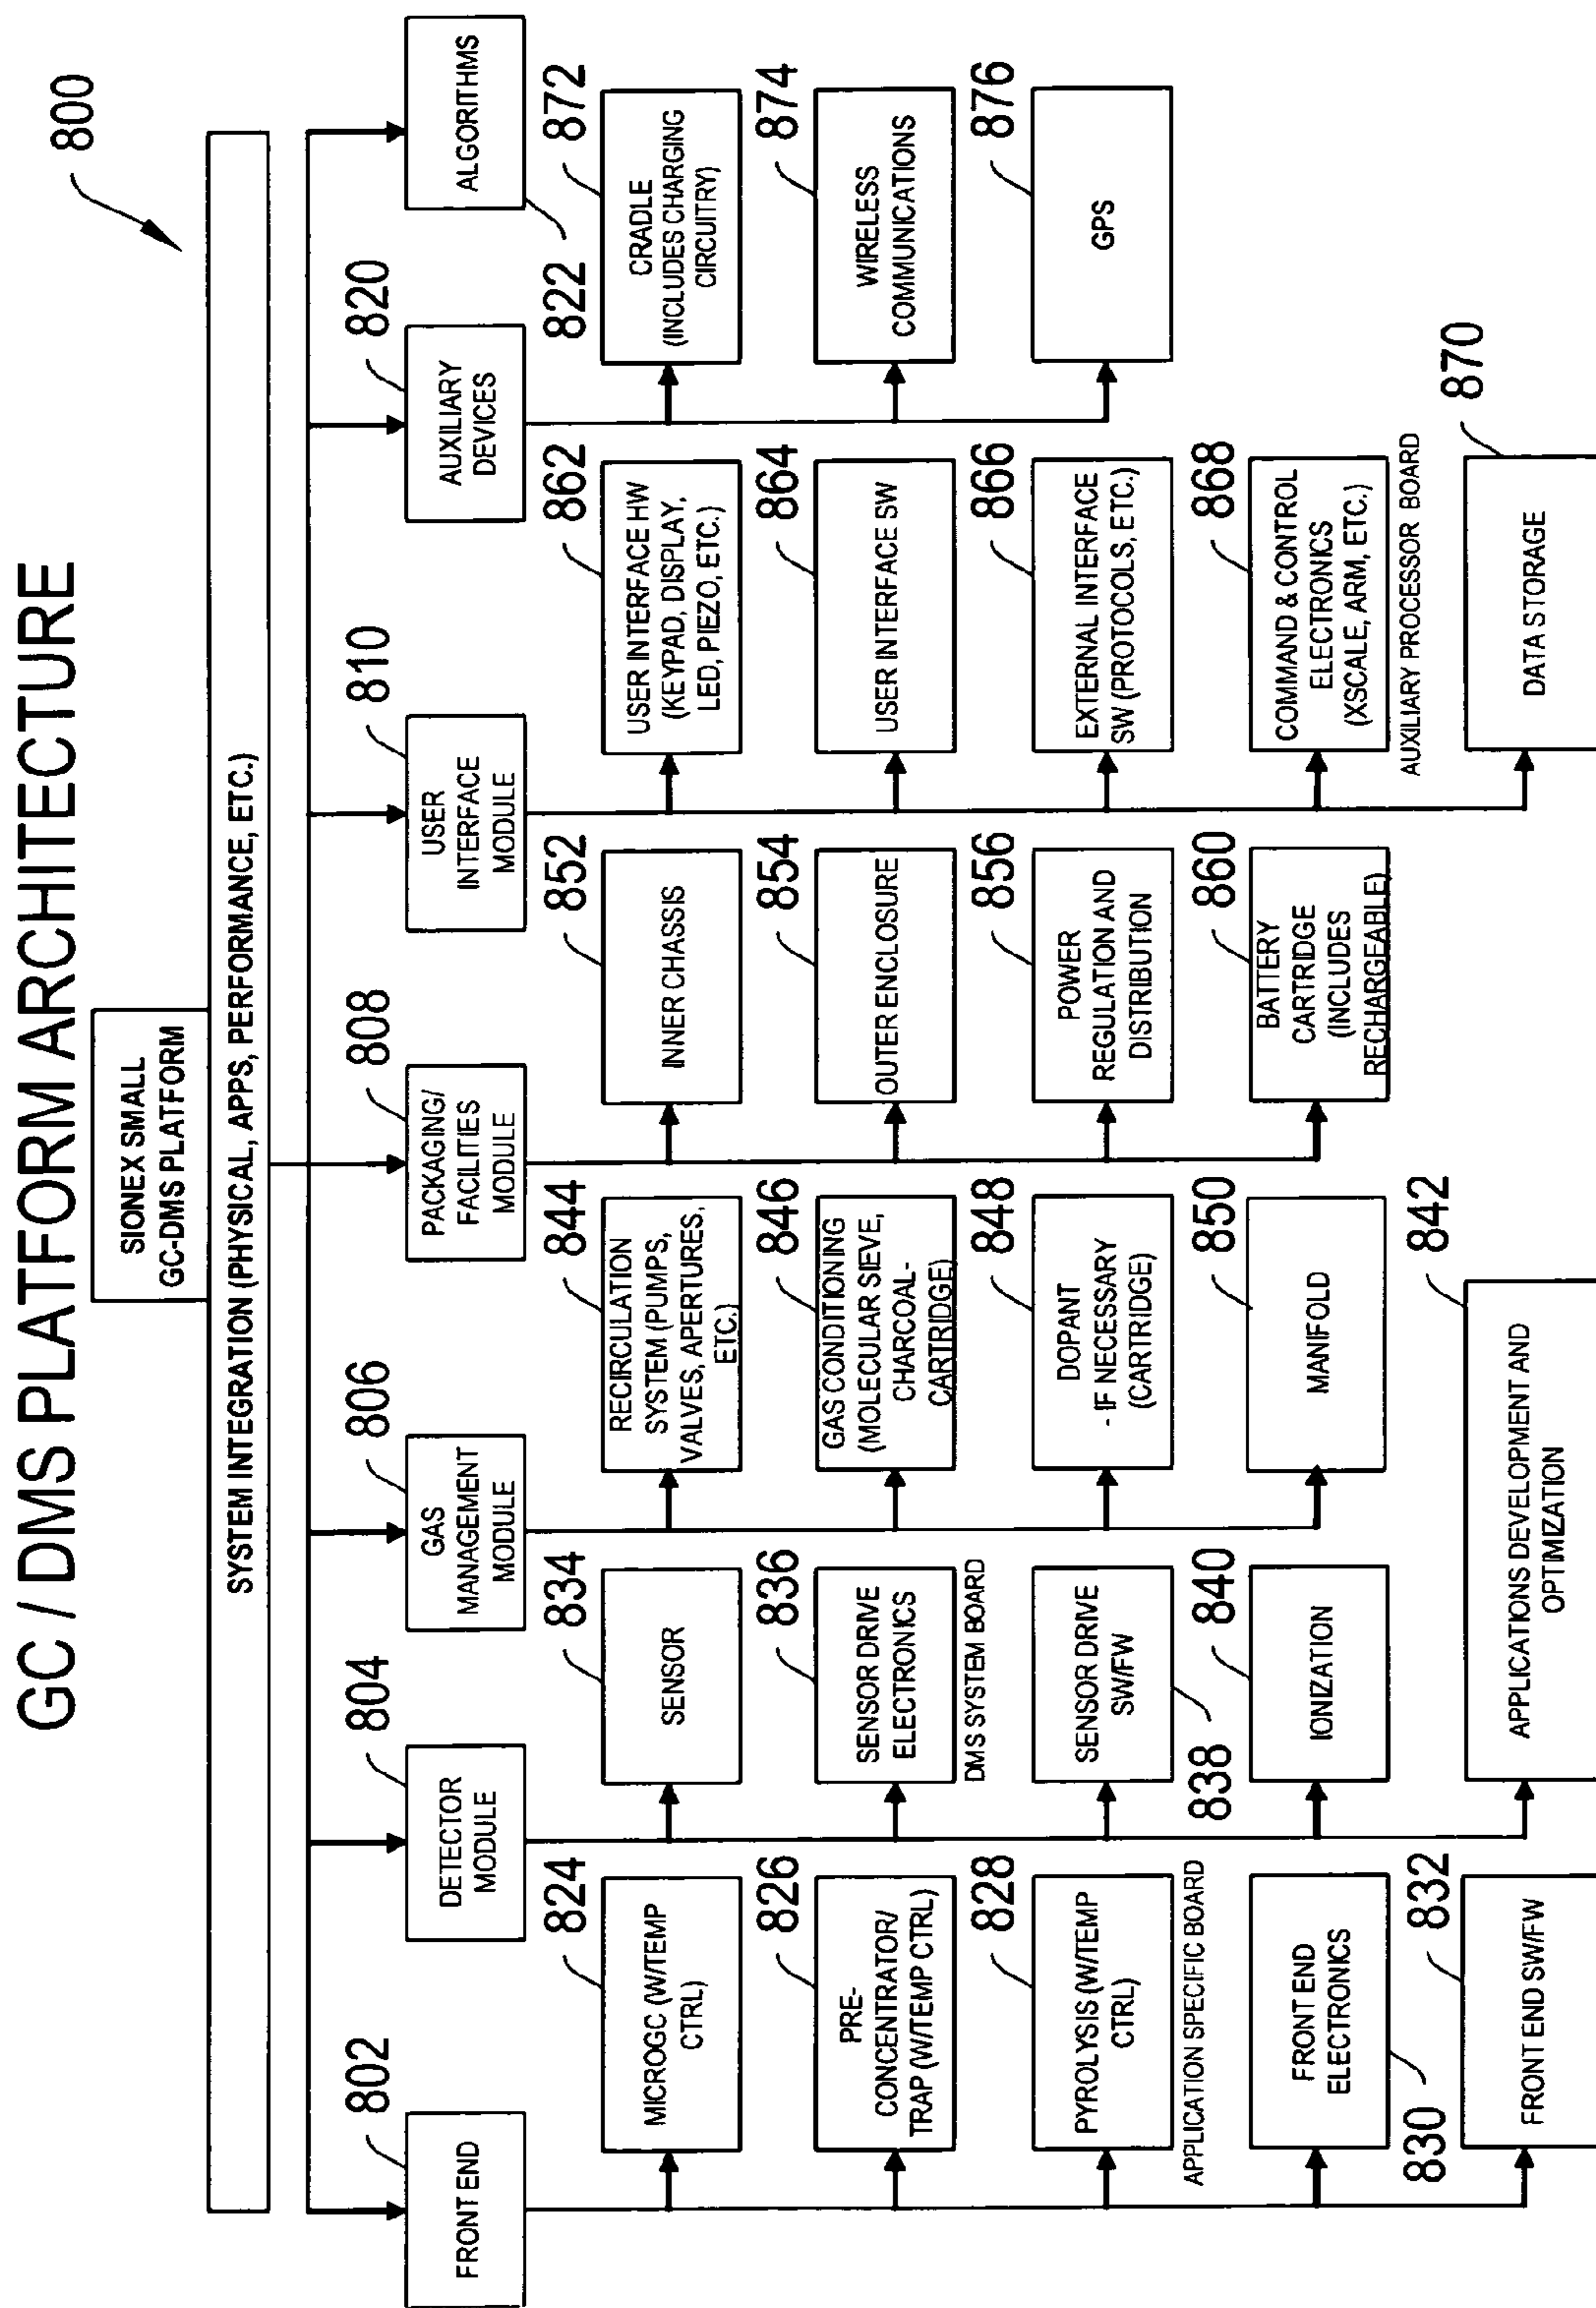 GC / DMS PLATFORM ARCHITECTURE
800
SIONEX SMALL
GC-DMS PLATFORM
SYSTEM INTEGRATION (PHYSICAL, APPS, PERFORMANCE, ETC.)
802
FRONT END
804
DETECTOR
MODULE
806
GAS
MANAGEMENT
MODULE
808
PACKAGING/
FACILITIES
MODULE
810
USER
INTERFACE
MODULE
820
AUXILIARY
DEVICES
822
ALGORITHMS
824
MICROGC (W/TEMP
CTRL)
826
PRE-
CONCENTRATOR/
TRAP (W/TEMP CTRL)
828
PYROLYSIS (W/TEMP
CTRL)
APPLICATION SPECIFIC BOARD
830
FRONT END
ELECTRONICS
832
FRONT END SW/FW
834
SENSOR
836
SENSOR DRIVE
ELECTRONICS
DMS SYSTEM BOARD
838
SENSOR DRIVE
SW/FW
840
IONIZATION
842
APPLICATIONS DEVELOPMENT AND
OPTIMIZATION
844
RECIRCULATION
SYSTEM (PUMPS,
VALVES, APERTURES,
ETC.)
846
GAS CONDITIONING
(MOLECULAR SIEVE,
CHARCOAL-
CARTRIDGE)
848
DOPANT
- IF NECESSARY
(CARTRIDGE)
850
MANIFOLD
852
INNER CHASSIS
854
OUTER ENCLOSURE
856
POWER
REGULATION AND
DISTRIBUTION
860
BATTERY
CARTRIDGE
(INCLUDES
RECHARGEABLE)
862
USER INTERFACE HW
(KEYPAD, DISPLAY,
LED, PIEZO, ETC.)
864
USER INTERFACE SW
866
EXTERNAL INTERFACE
SW (PROTOCOLS, ETC.)
868
COMMAND & CONTROL
ELECTRONICS
(XSCALE, ARM, ETC.)
AUXILIARY PROCESSOR BOARD
870
DATA STORAGE
872
CRADLE
(INCLUDES CHARGING
CIRCUITRY)
874
WIRELESS
COMMUNICATIONS
876
GPS